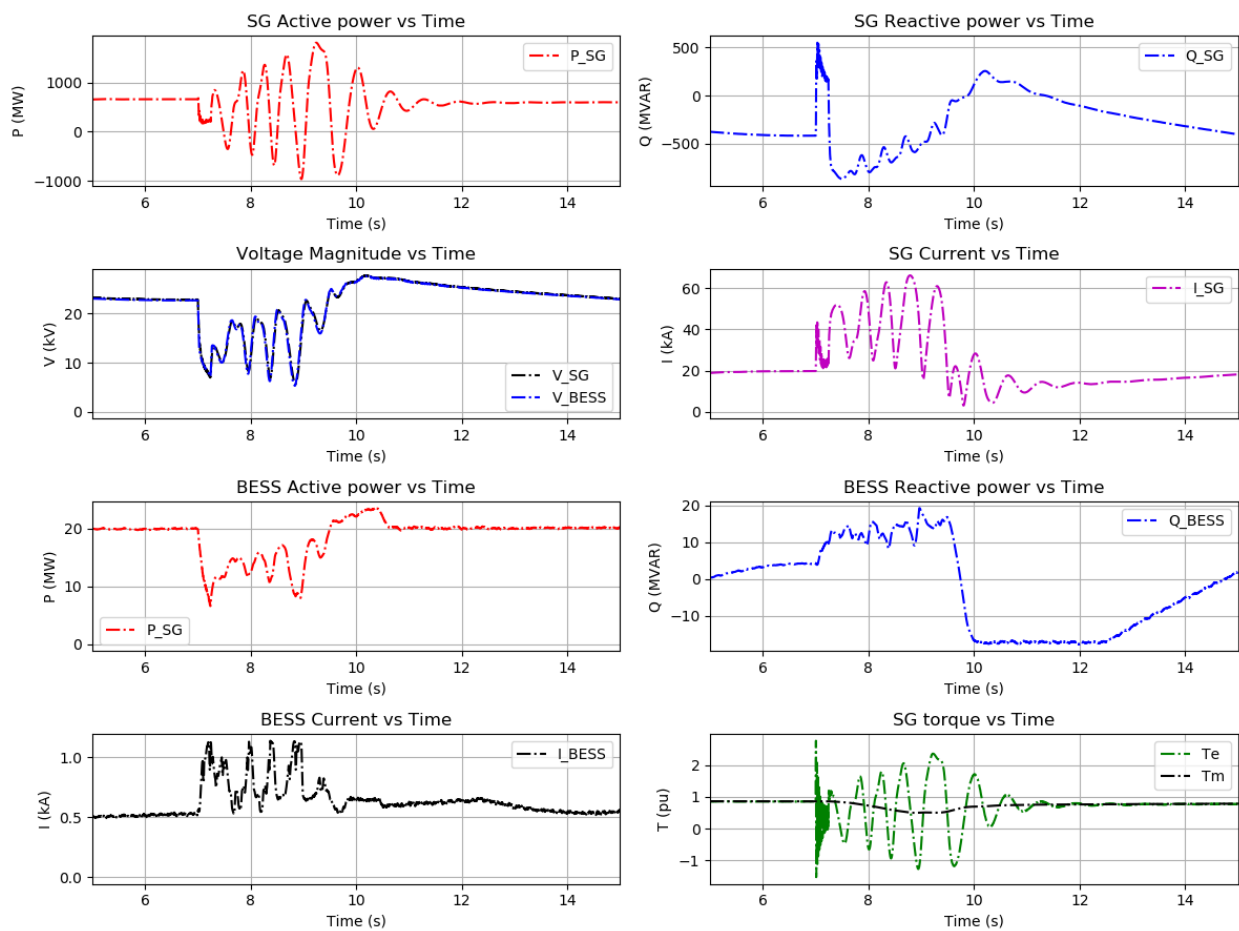 SG Active power vs Time
P (MW)
1000
0
−1000
P_SG
6 8 10 12 14
Time (s)
SG Reactive power vs Time
Q (MVAR)
500
0
−500
Q_SG
6 8 10 12 14
Time (s)
Voltage Magnitude vs Time
V (kV)
20
10
0
V_SG
V_BESS
6 8 10 12 14
Time (s)
SG Current vs Time
I (kA)
60
40
20
0
I_SG
6 8 10 12 14
Time (s)
BESS Active power vs Time
P (MW)
20
10
0
P_SG
6 8 10 12 14
Time (s)
BESS Reactive power vs Time
Q (MVAR)
20
10
0
−10
Q_BESS
6 8 10 12 14
Time (s)
BESS Current vs Time
I (kA)
1.0
0.5
0.0
I_BESS
6 8 10 12 14
Time (s)
SG torque vs Time
T (pu)
2
1
0
−1
Te
Tm
6 8 10 12 14
Time (s)